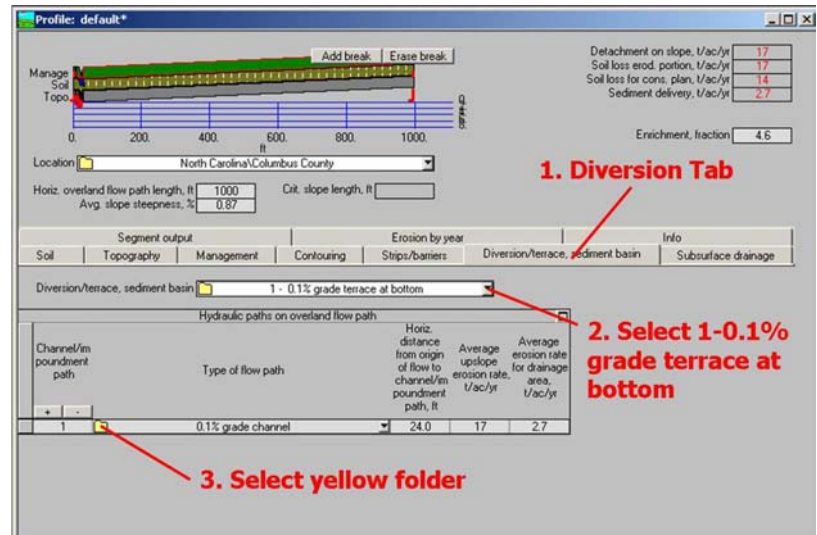 Profile: default*
Add break Erase break
Manage
Soil
Topo.
0. 200. 400. 600. 800. 1000.
ft
Detachment on slope, t/ac/yr 17
Soil loss erod. portion, t/ac/yr 17
Soil loss for cons. plan, t/ac/yr 14
Sediment delivery, t/ac/yr 2.7
Enrichment, fraction 4.6
Location North Carolina\Columbus County
Horiz. overland flow path length, ft 1000 Crit. slope length, ft
Avg. slope steepness, % 0.87
1. Diversion Tab
Segment output Erosion by year Info
Soil Topography Management Contouring Strips/barriers Diversion/terrace, sediment basin Subsurface drainage
Diversion/terrace, sediment basin 1 - 0.1% grade terrace at bottom
2. Select 1-0.1%
grade terrace at
bottom
Hydraulic paths on overland flow path
Channel/im
poundment
path
+ -
Type of flow path
Horiz.
distance
from origin
of flow to
channel/im
poundment
path, ft
Average
upslope
erosion rate,
t/ac/yr
Average
erosion rate
for drainage
area,
t/ac/yr
1 0.1% grade channel 24.0 17 2.7
3. Select yellow folder